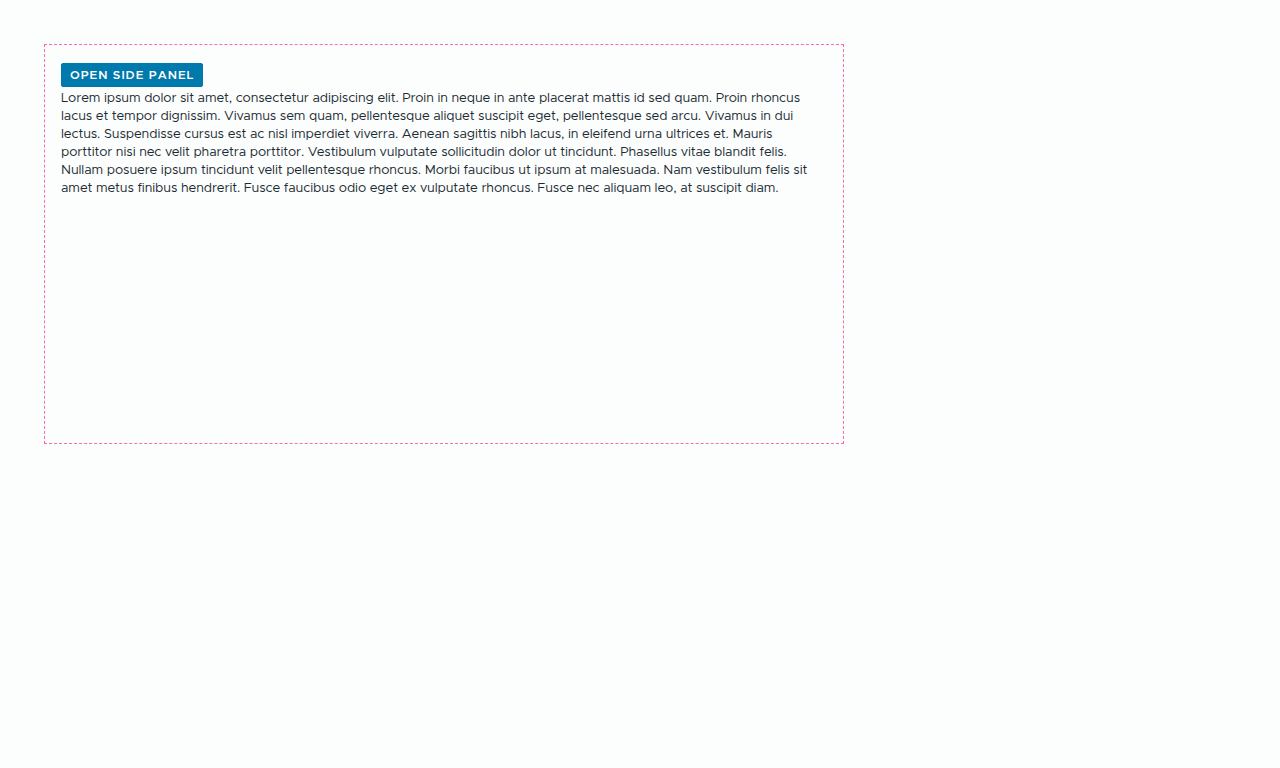 OPEN SIDE PANEL
Lorem ipsum dolor sit amet, consectetur adipiscing elit. Proin in neque in ante placerat mattis id sed quam. Proin rhoncus
lacus et tempor dignissim. Vivamus sem quam, pellentesque aliquet suscipit eget, pellentesque sed arcu. Vivamus in dui
lectus. Suspendisse cursus est ac nisl imperdiet viverra. Aenean sagittis nibh lacus, in eleifend urna ultrices et. Mauris
porttitor nisi nec velit pharetra porttitor. Vestibulum vulputate sollicitudin dolor ut tincidunt. Phasellus vitae blandit felis.
Nullam posuere ipsum tincidunt velit pellentesque rhoncus. Morbi faucibus ut ipsum at malesuada. Nam vestibulum felis sit
amet metus finibus hendrerit. Fusce faucibus odio eget ex vulputate rhoncus. Fusce nec aliquam leo, at suscipit diam.